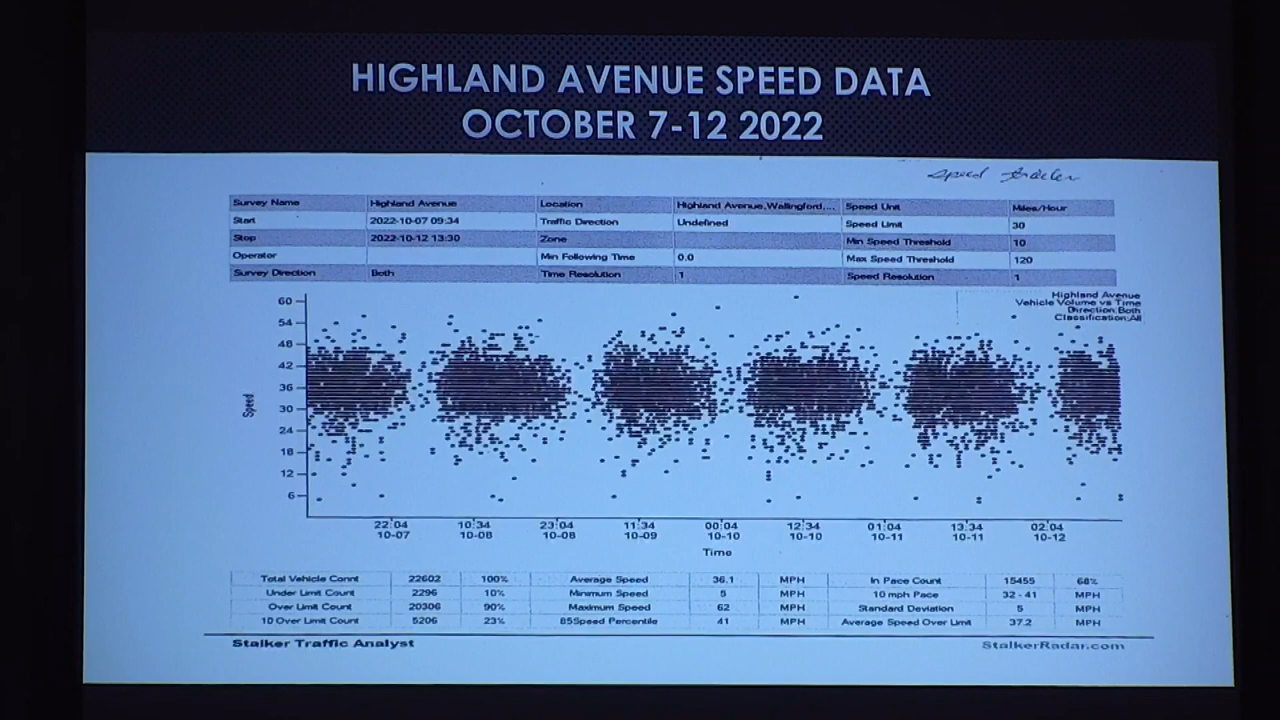 HIGHLAND AVENUE SPEED DATA
OCTOBER 7-12 2022
Speed
Survey Name Highland Avenue Location Highland Avenue,Wallingford,... Speed Unit Miles/Hour
Start 2022-10-07 09:34 Traffic Direction Undefined Speed Limit 30
Stop 2022-10-12 13:30 Zone Min Speed Threshold 10
Operator Min Following Time 0.0 Max Speed Threshold 120
Survey Direction Both Time Resolution 1 Speed Resolution 1
Highland Avenue
Vehicle Volume vs Time
Direction:Both
Classification:All
60
54
48
42
36
30
24
18
12
6
Speed
22:04 10:34 23:04 11:34 00:04 12:34 01:04 13:34 02:04
10-07 10-08 10-08 10-09 10-10 10-10 10-11 10-11 10-12
Time
Total Vehicle Connt 22602 100% Average Speed 36.1 MPH In Pace Count 15455 68%
Under Limit Count 2296 10% Minimum Speed 5 MPH 10 mph Pace 32 - 41 MPH
Over Limit Count 20306 90% Maximum Speed 62 MPH Standard Deviation 5 MPH
10 Over Limit Count 5206 23% 85Speed Percentile 41 MPH Average Speed Over Limit 37.2 MPH
Stalker Traffic Analyst StalkerRadar.com